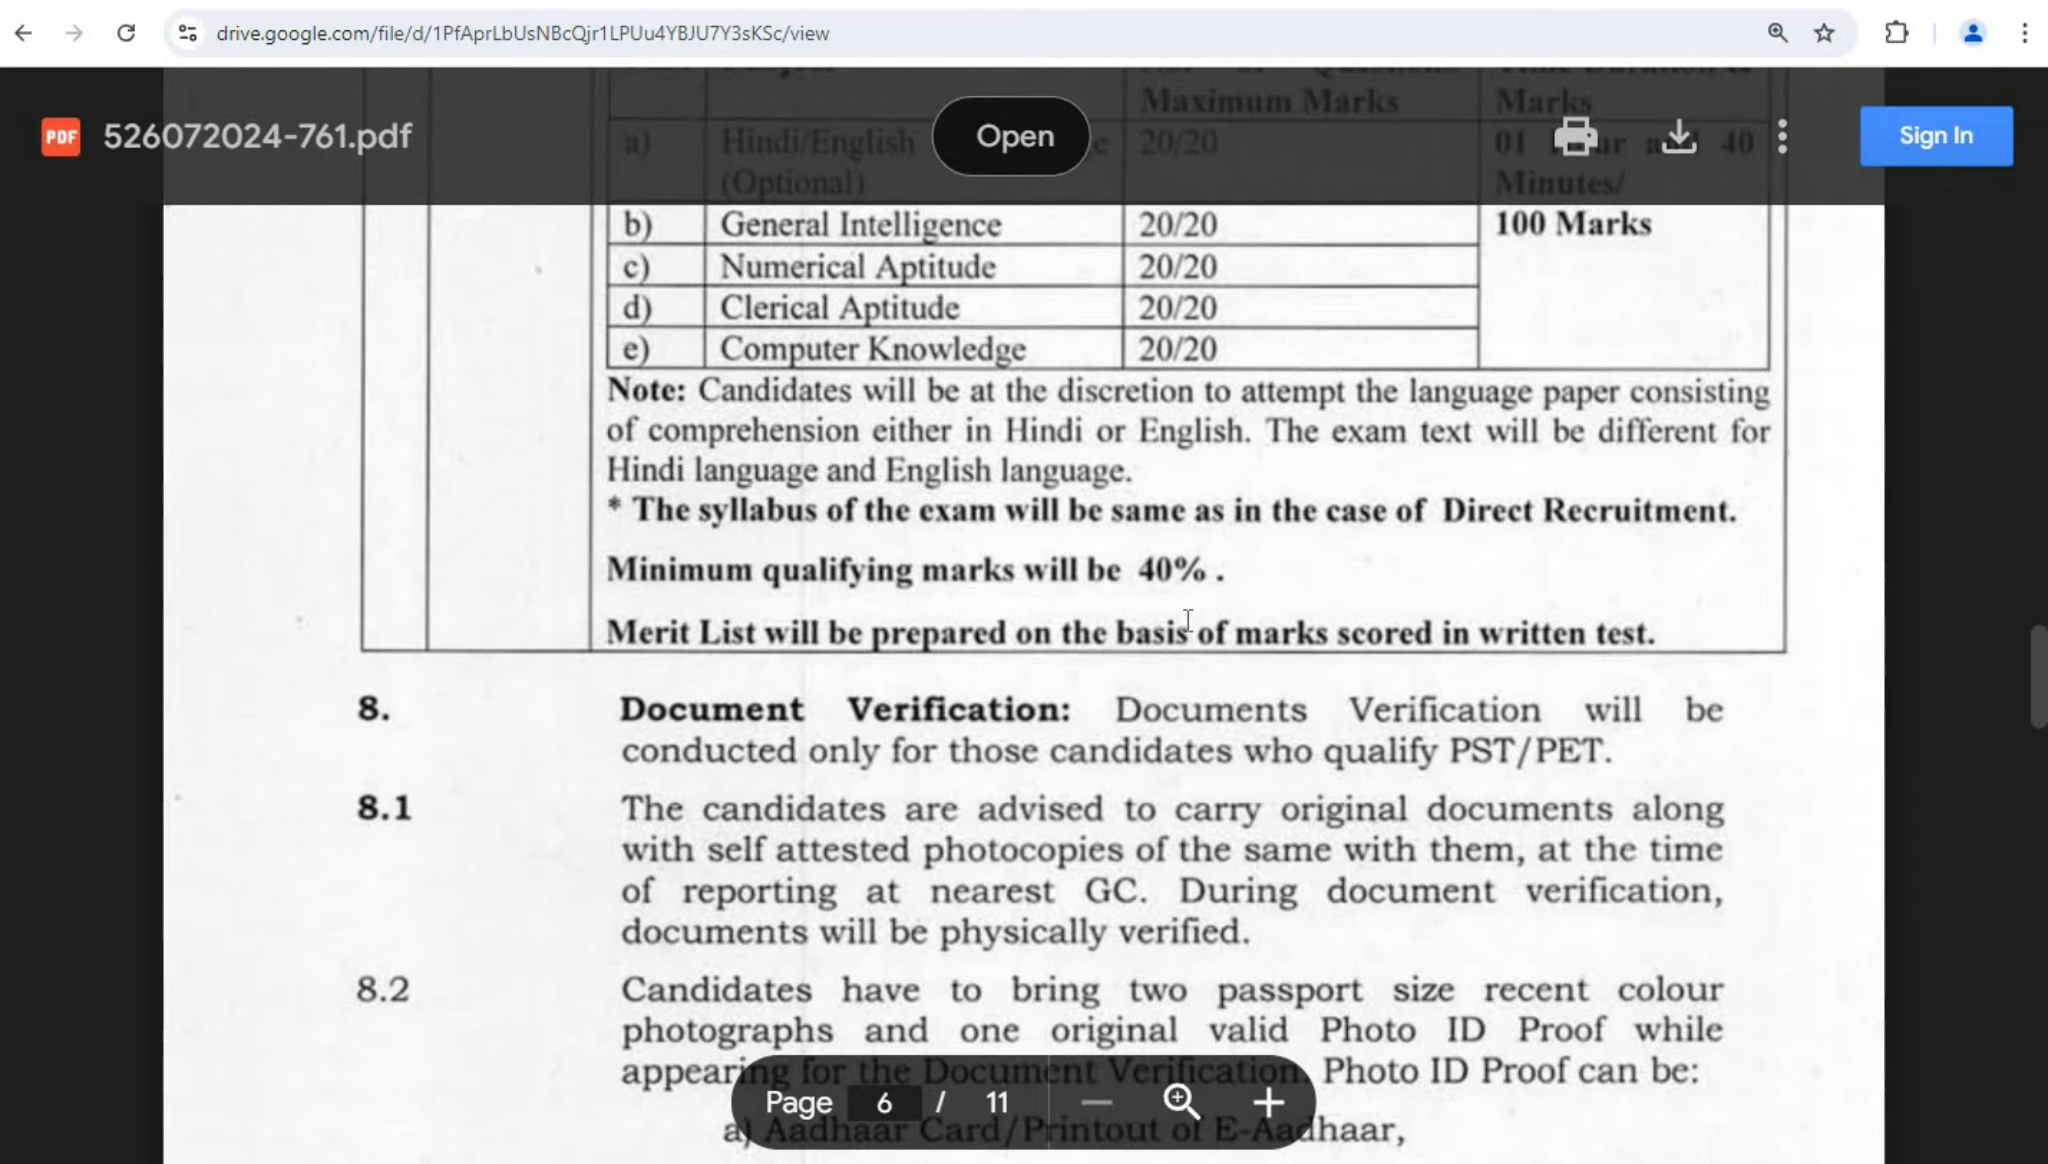 drive.google.com/file/d/1PfAprLbUsNBcQjr1LPUu4YBJU7Y3sKSc/view
PDF 526072024-761.pdf
Open
Sign In
Maximum Marks
Marks
a) Hindi/English 20/20 01 40
(Optional) Minutes/
b) General Intelligence 20/20 100 Marks
c) Numerical Aptitude 20/20
d) Clerical Aptitude 20/20
e) Computer Knowledge 20/20
Note: Candidates will be at the discretion to attempt the language paper consisting
of comprehension either in Hindi or English. The exam text will be different for
Hindi language and English language.
* The syllabus of the exam will be same as in the case of Direct Recruitment.
Minimum qualifying marks will be 40% .
Merit List will be prepared on the basis of marks scored in written test.
8. Document Verification: Documents Verification will be
conducted only for those candidates who qualify PST/PET.
8.1 The candidates are advised to carry original documents along
with self attested photocopies of the same with them, at the time
of reporting at nearest GC. During document verification,
documents will be physically verified.
8.2 Candidates have to bring two passport size recent colour
photographs and one original valid Photo ID Proof while
appearing for the Document Verification. Photo ID Proof can be:
Page 6 / 11
a) Aadhaar Card/Printout of E-Aadhaar,